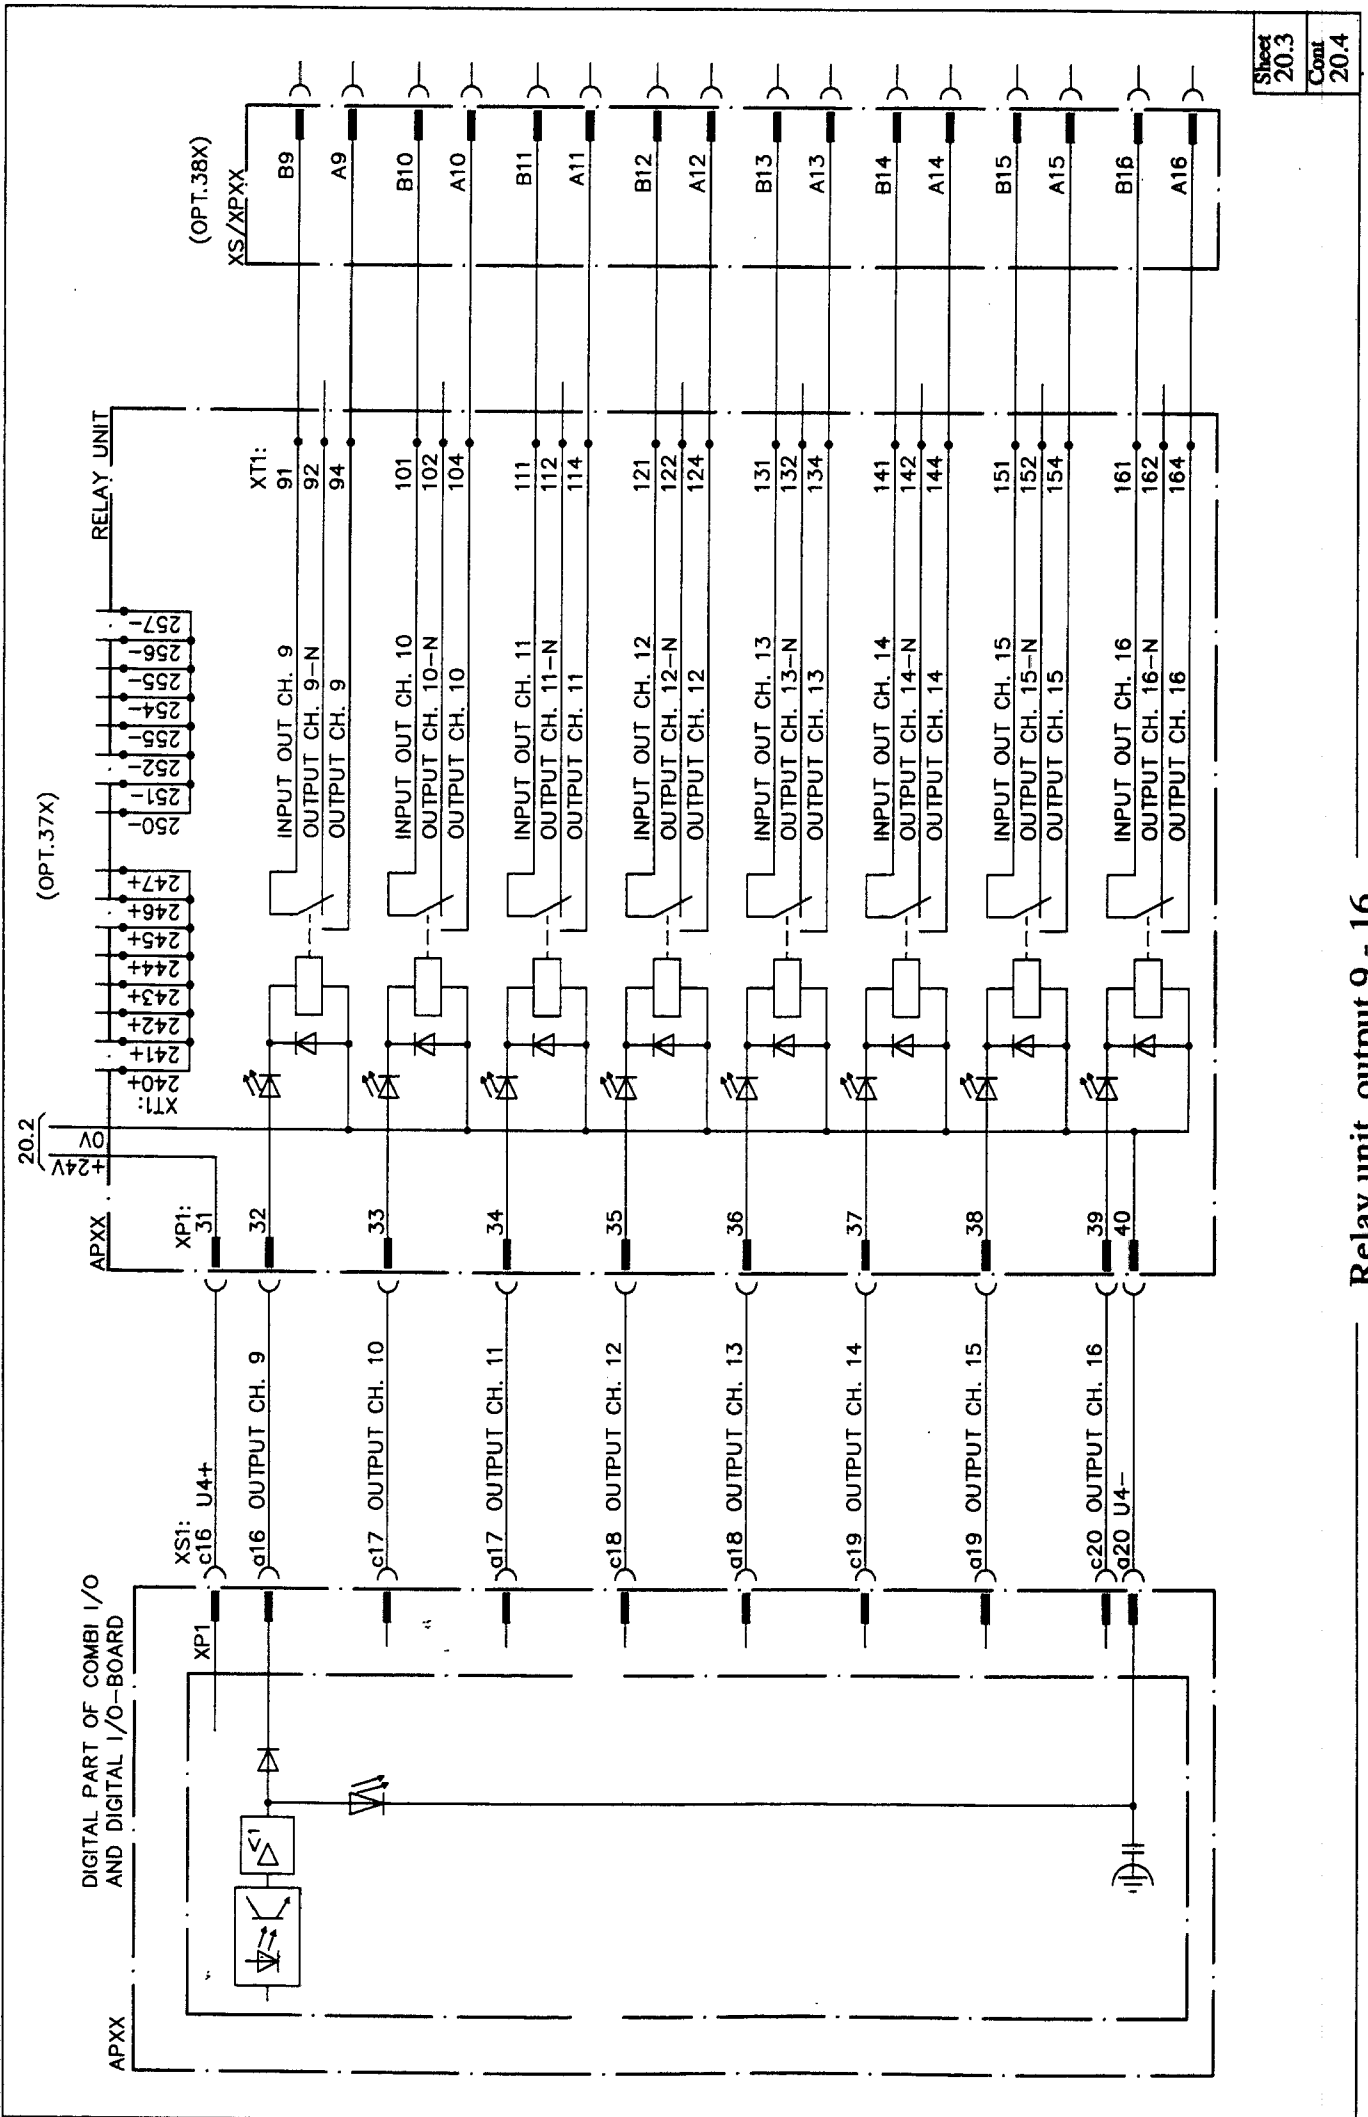 DIGITAL PART OF COMBI I/O
AND DIGITAL I/O-BOARD
APXX
XP1
<1
XS1:
c16 U4+
a16 OUTPUT CH. 9
c17 OUTPUT CH. 10
a17 OUTPUT CH. 11
c18 OUTPUT CH. 12
a18 OUTPUT CH. 13
c19 OUTPUT CH. 14
a19 OUTPUT CH. 15
c20 OUTPUT CH. 16
a20 U4-
20.2
+24V
0V
APXX
XP1:
31
32
33
34
35
36
37
38
39
40
(OPT.37X)
RELAY UNIT
XT1:
240+
241+
242+
243+
244+
245+
246+
247+
250-
251-
252-
255-
254-
255-
256-
257-
INPUT OUT CH. 9
OUTPUT CH. 9-N
OUTPUT CH. 9
INPUT OUT CH. 10
OUTPUT CH. 10-N
OUTPUT CH. 10
INPUT OUT CH. 11
OUTPUT CH. 11-N
OUTPUT CH. 11
INPUT OUT CH. 12
OUTPUT CH. 12-N
OUTPUT CH. 12
INPUT OUT CH. 13
OUTPUT CH. 13-N
OUTPUT CH. 13
INPUT OUT CH. 14
OUTPUT CH. 14-N
OUTPUT CH. 14
INPUT OUT CH. 15
OUTPUT CH. 15-N
OUTPUT CH. 15
INPUT OUT CH. 16
OUTPUT CH. 16-N
OUTPUT CH. 16
XT1:
91
92
94
101
102
104
111
112
114
121
122
124
131
132
134
141
142
144
151
152
154
161
162
164
(OPT.38X)
XS/XPXX
B9
A9
B10
A10
B11
A11
B12
A12
B13
A13
B14
A14
B15
A15
B16
A16
Sheet
20.3
Cont
20.4
Relay unit, output 9 - 16